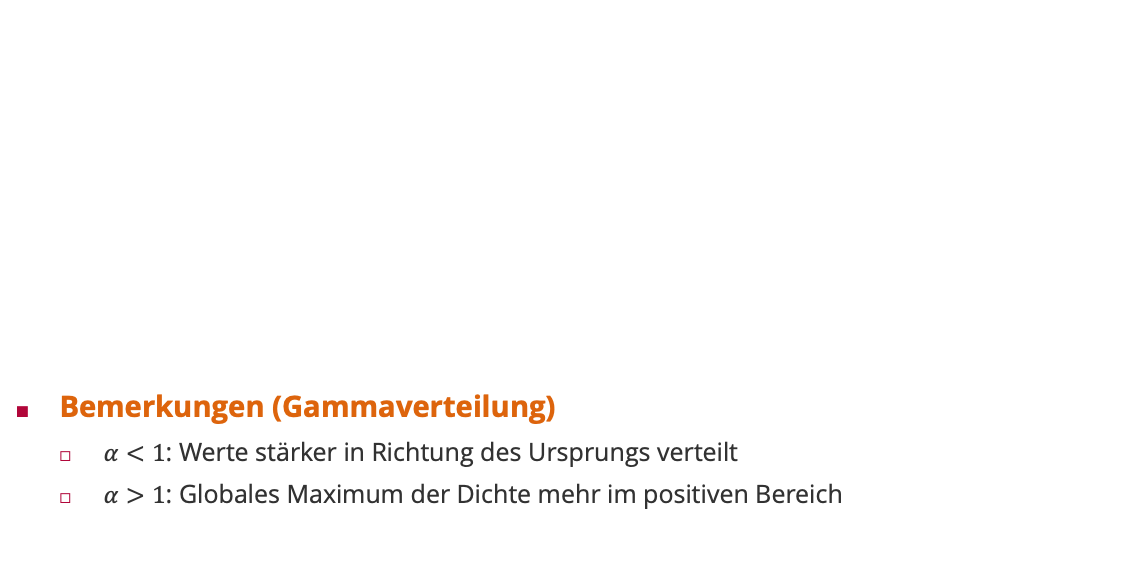 Bemerkungen (Gammaverteilung)
α < 1: Werte stärker in Richtung des Ursprungs verteilt
α > 1: Globales Maximum der Dichte mehr im positiven Bereich